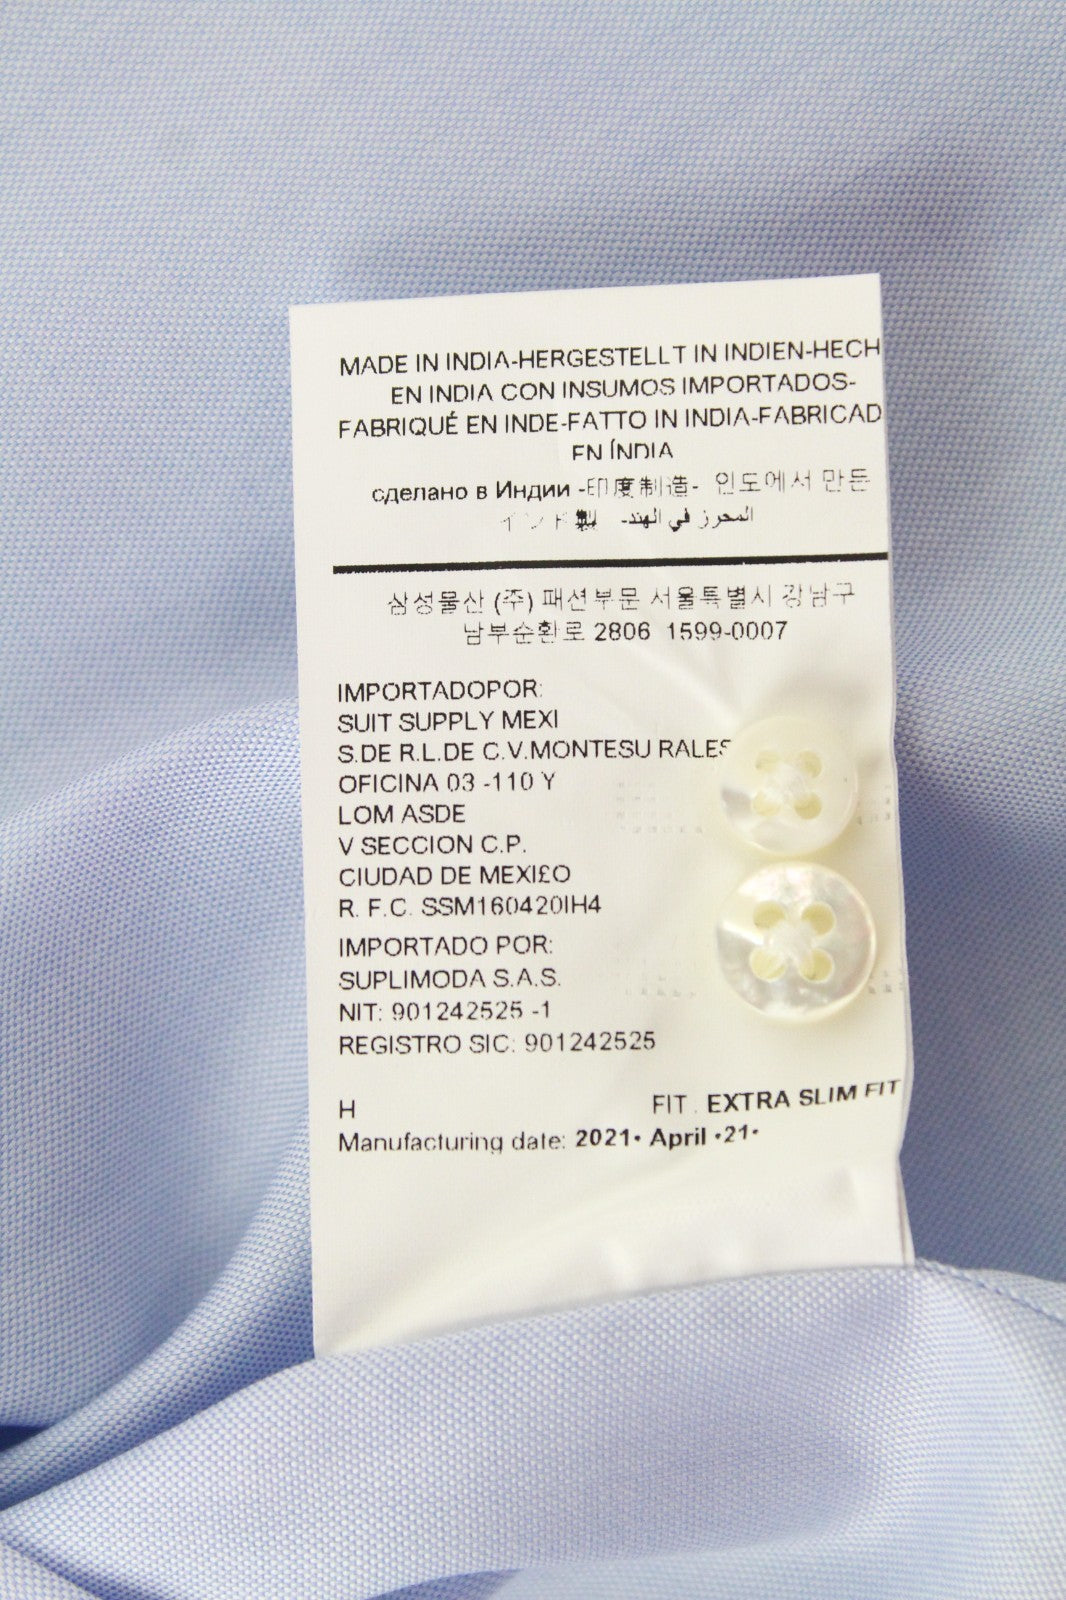 MADE IN INDIA-HERGESTELLT IN INDIEN-HECH
EN INDIA CON INSUMOS IMPORTADOS-
FABRIQUÉ EN INDE-FATTO IN INDIA-FABRICAD
EN ÍNDIA
сделано в Индии -印度制造- 인도에서 만든
インド製 -المحرز في الهند
삼성물산 (주) 패션부문 서울특별시 강남구
남부순환로 2806 1599-0007
IMPORTADOPOR:
SUIT SUPPLY MEXI
S.DE R.L.DE C.V.MONTESU RALES
OFICINA 03 -110 Y
LOM ASDE
V SECCION C.P.
CIUDAD DE MEXI£O
R. F.C. SSM160420IH4
IMPORTADO POR:
SUPLIMODA S.A.S.
NIT: 901242525 -1
REGISTRO SIC: 901242525
H FIT . EXTRA SLIM FIT
Manufacturing date: 2021• April •21•